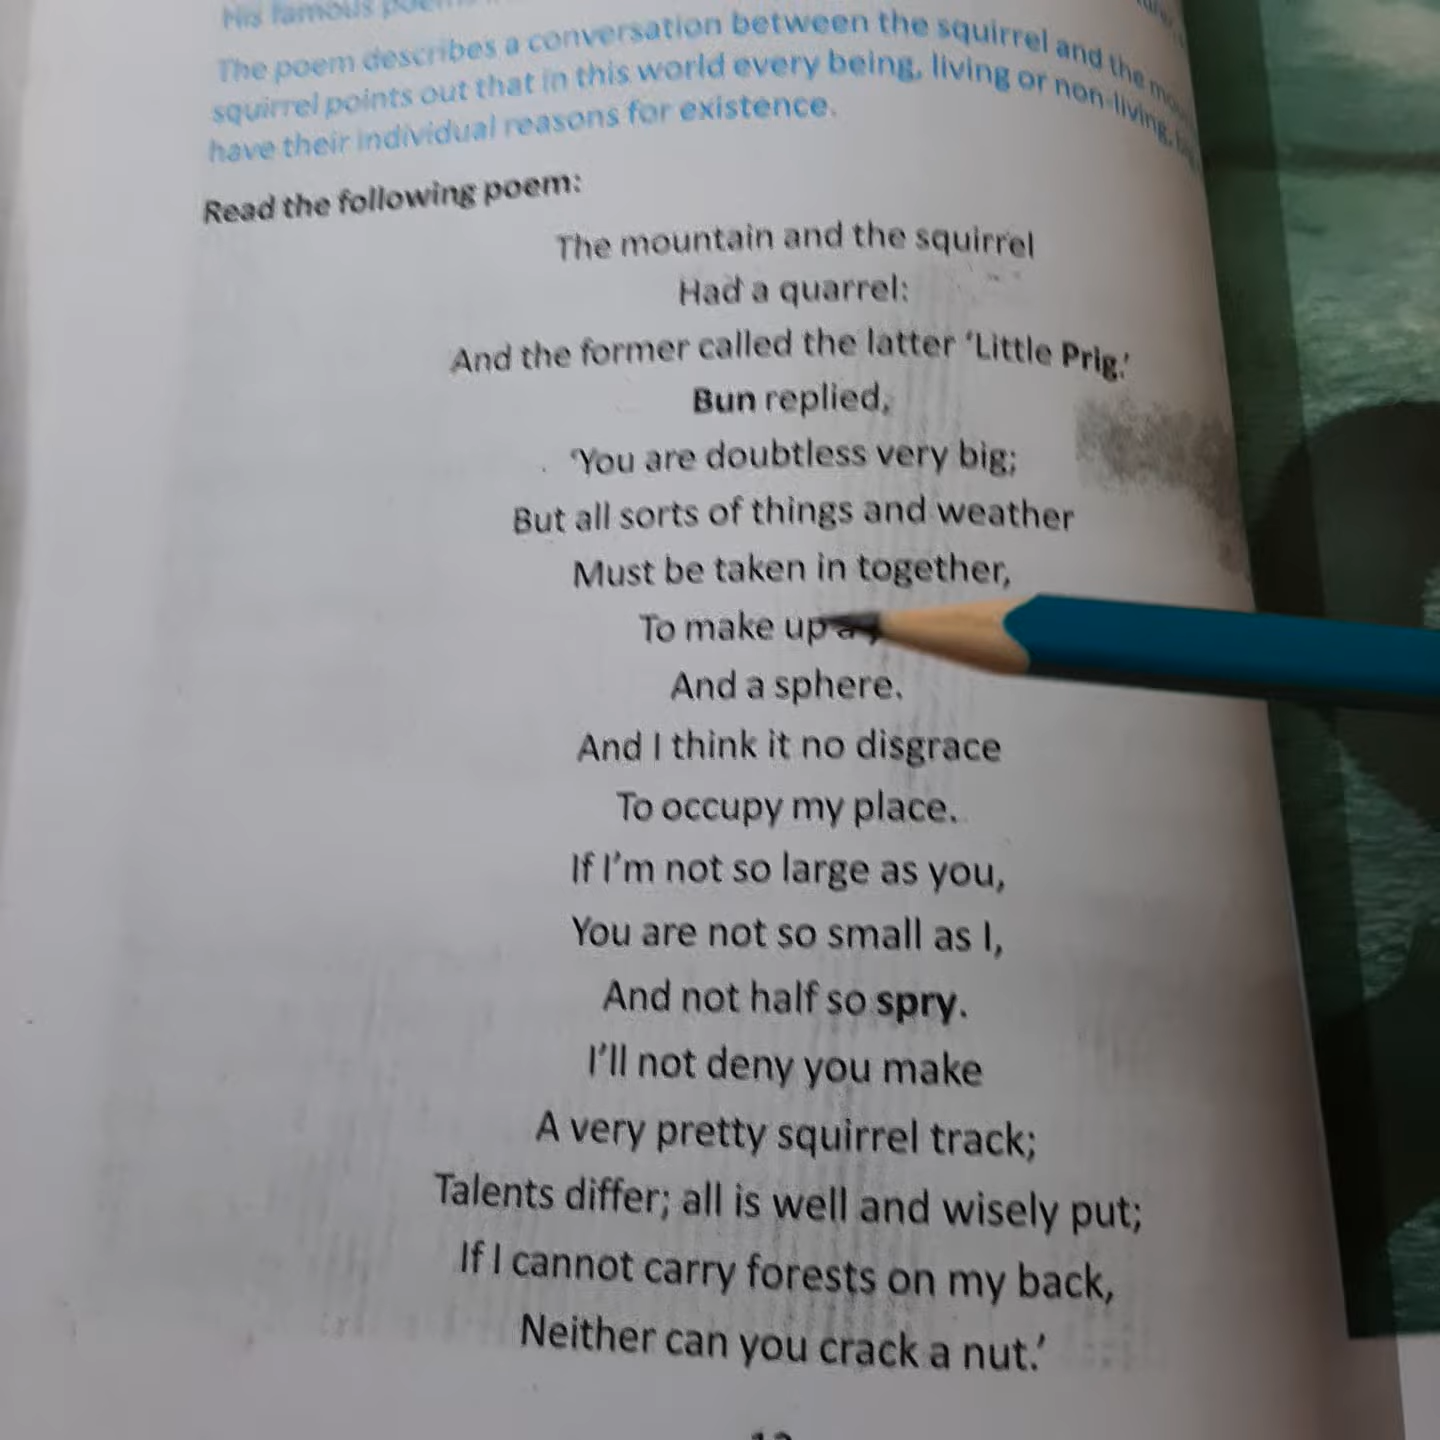 His famous
The poem describes a conversation between the squirrel and the
squirrel points out that in this world every being, living or non-living,
have their individual reasons for existence.
Read the following poem:
The mountain and the squirrel
Had a quarrel:
And the former called the latter ‘Little Prig.’
Bun replied,
‘You are doubtless very big;
But all sorts of things and weather
Must be taken in together,
To make up a
And a sphere.
And I think it no disgrace
To occupy my place.
If I’m not so large as you,
You are not so small as I,
And not half so spry.
I’ll not deny you make
A very pretty squirrel track;
Talents differ; all is well and wisely put;
If I cannot carry forests on my back,
Neither can you crack a nut.’